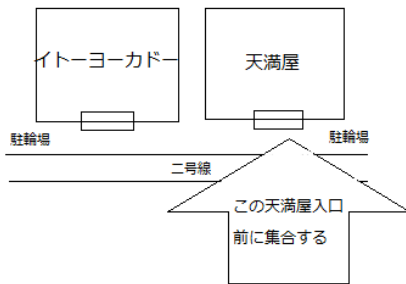 イトーヨーカドー
天満屋
駐輪場
駐輪場
二号線
この天満屋入口
前に集合する